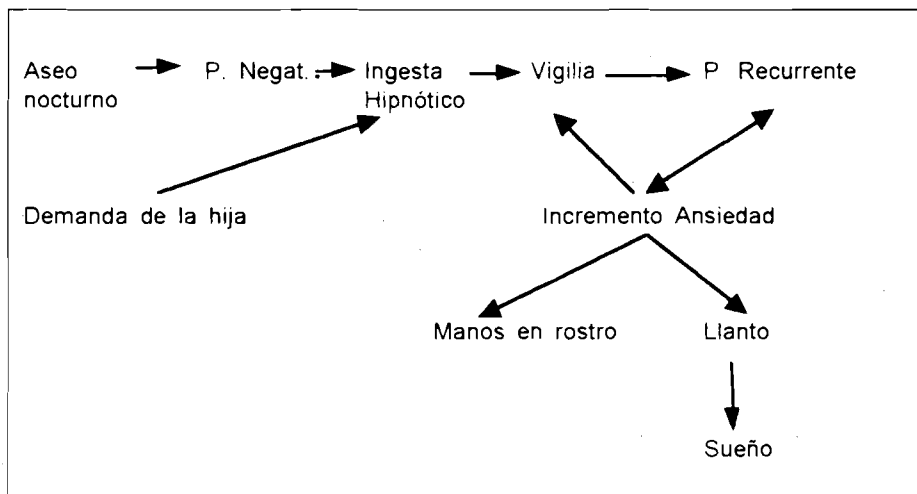 Aseo nocturno
P. Negat.
Ingesta Hipnótico
Vigilia
P Recurrente
Demanda de la hija
Incremento Ansiedad
Manos en rostro
Llanto
Sueño